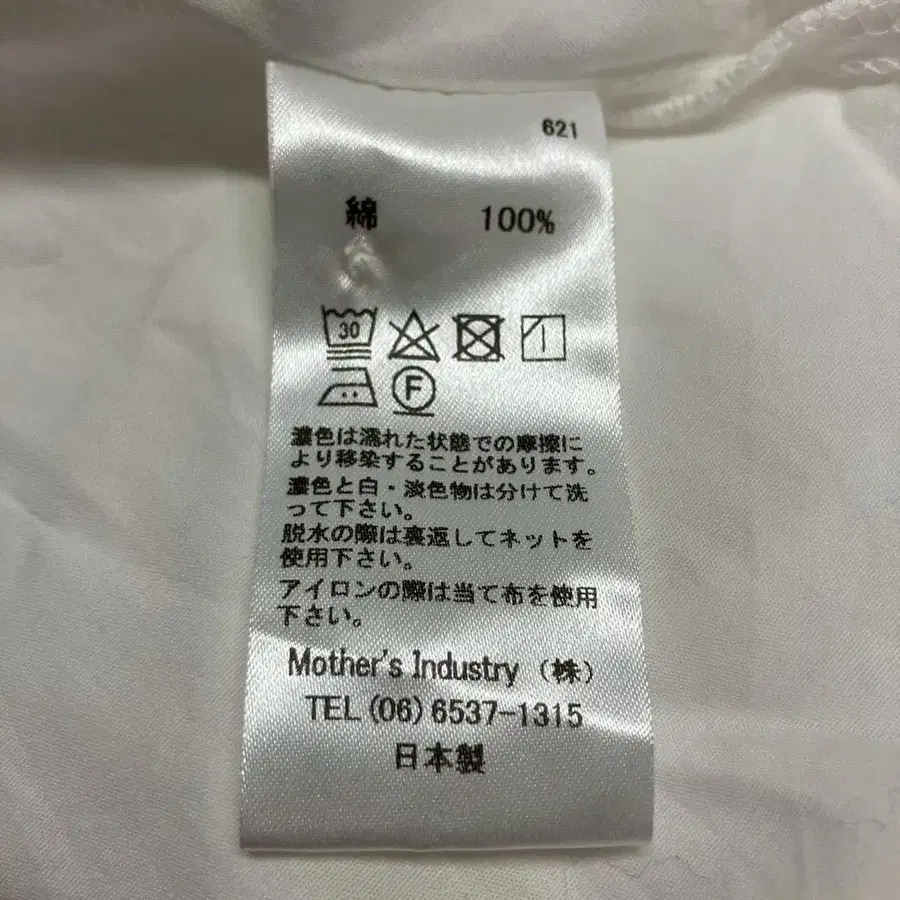 621
綿 100%
30
F
濃色は濡れた状態での摩擦に
より移染することがあります。
濃色と白・淡色物は分けて洗
って下さい。
脱水の際は裏返してネットを
使用下さい。
アイロンの際は当て布を使用
下さい。
Mother's Industry (株)
TEL (06) 6537-1315
日本製